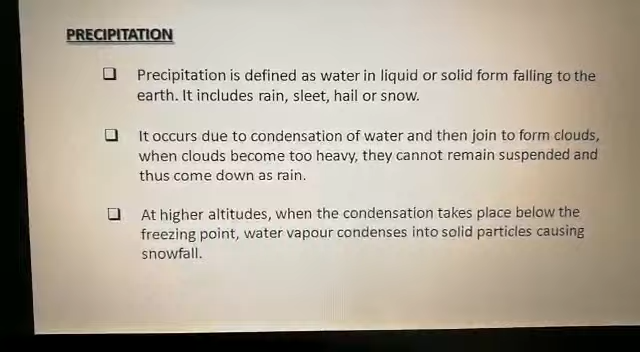 PRECIPITATION
Precipitation is defined as water in liquid or solid form falling to the
earth. It includes rain, sleet, hail or snow.
It occurs due to condensation of water and then join to form clouds,
when clouds become too heavy, they cannot remain suspended and
thus come down as rain.
At higher altitudes, when the condensation takes place below the
freezing point, water vapour condenses into solid particles causing
snowfall.